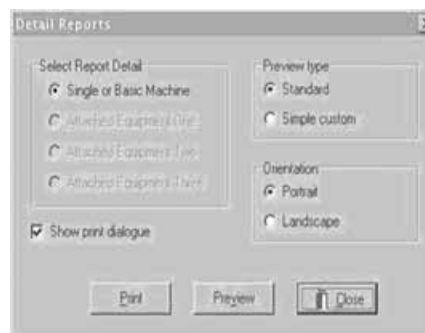 Detail Reports
Select Report Detail
Single or Basic Machine
Attached Equipment One
Attached Equipment Two
Attached Equipment Three
Show print dialogue
Preview type
Standard
Simple custom
Orientation
Portrait
Landscape
Print
Preview
Close